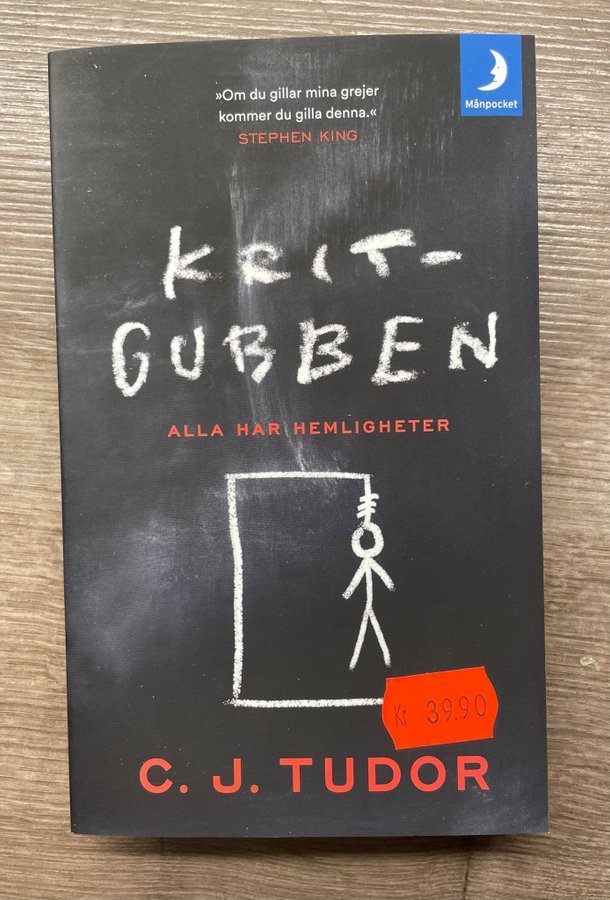 »Om du gillar mina grejer
kommer du gilla denna.«
STEPHEN KING
Månpocket
KRIT-
GUBBEN
ALLA HAR HEMLIGHETER
Kr 39.90
C. J. TUDOR